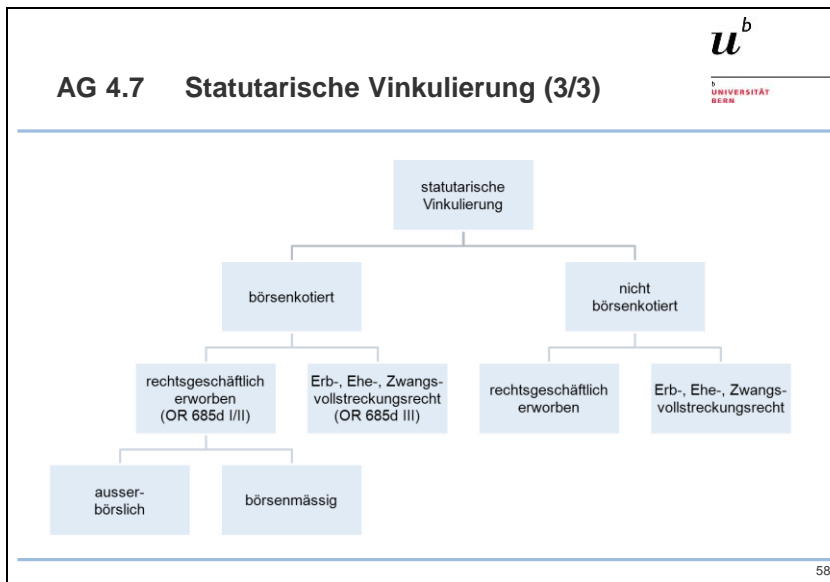 u^b
AG 4.7 Statutarische Vinkulierung (3/3)
b
UNIVERSITÄT
BERN
statutarische
Vinkulierung
börsenkotiert
nicht
börsenkotiert
rechtsgeschäftlich
erworben
(OR 685d I/II)
Erb-, Ehe-, Zwangs-
vollstreckungsrecht
(OR 685d III)
rechtsgeschäftlich
erworben
Erb-, Ehe-, Zwangs-
vollstreckungsrecht
ausser-
börslich
börsenmässig
58